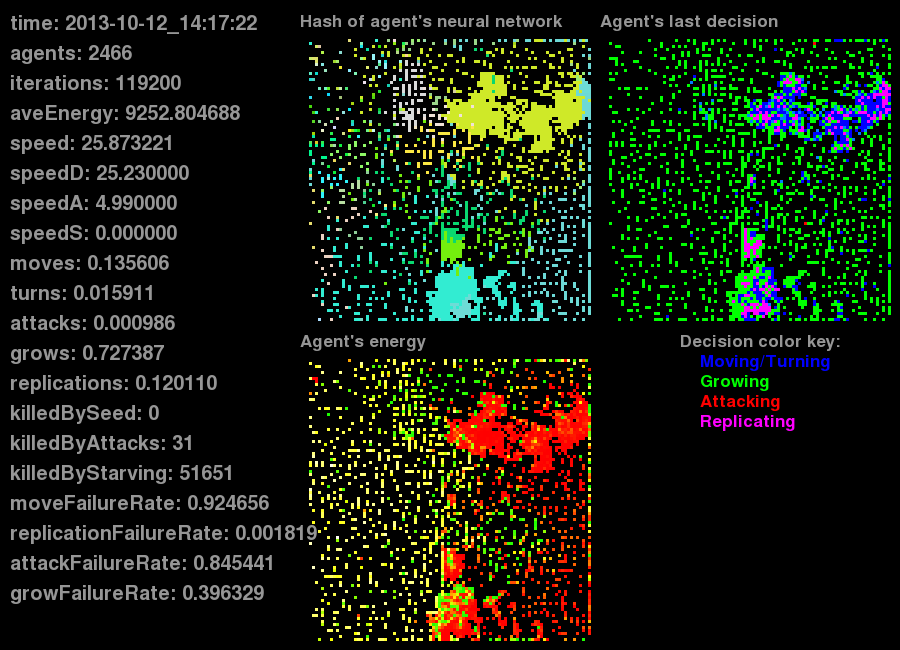 time: 2013-10-12_14:17:22
agents: 2466
iterations: 119200
aveEnergy: 9252.804688
speed: 25.873221
speedD: 25.230000
speedA: 4.990000
speedS: 0.000000
moves: 0.135606
turns: 0.015911
attacks: 0.000986
grows: 0.727387
replications: 0.120110
killedBySeed: 0
killedByAttacks: 31
killedByStarving: 51651
moveFailureRate: 0.924656
replicationFailureRate: 0.001819
attackFailureRate: 0.845441
growFailureRate: 0.396329
Hash of agent's neural network
Agent's last decision
Agent's energy
Decision color key:
Moving/Turning
Growing
Attacking
Replicating